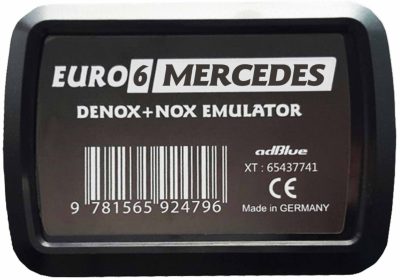 EURO 6 MERCEDES
DENOX+NOX EMULATOR
adBlue
XT : 65437741
CE
9 781565 924796
Made in GERMANY